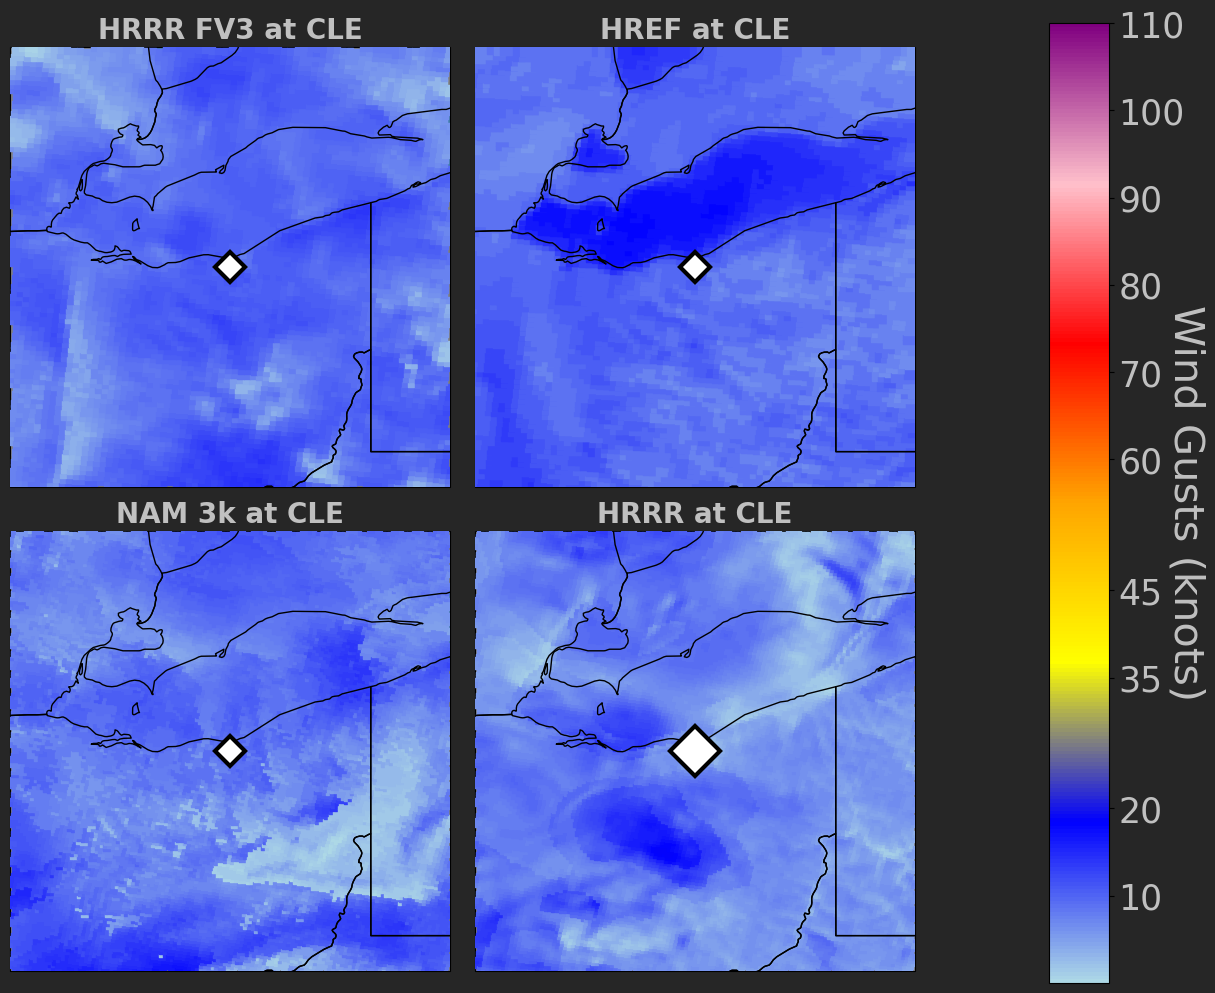 HRRR FV3 at CLE
HREF at CLE
NAM 3k at CLE
HRRR at CLE
110
100
90
80
70
60
45
35
20
10
Wind Gusts (knots)